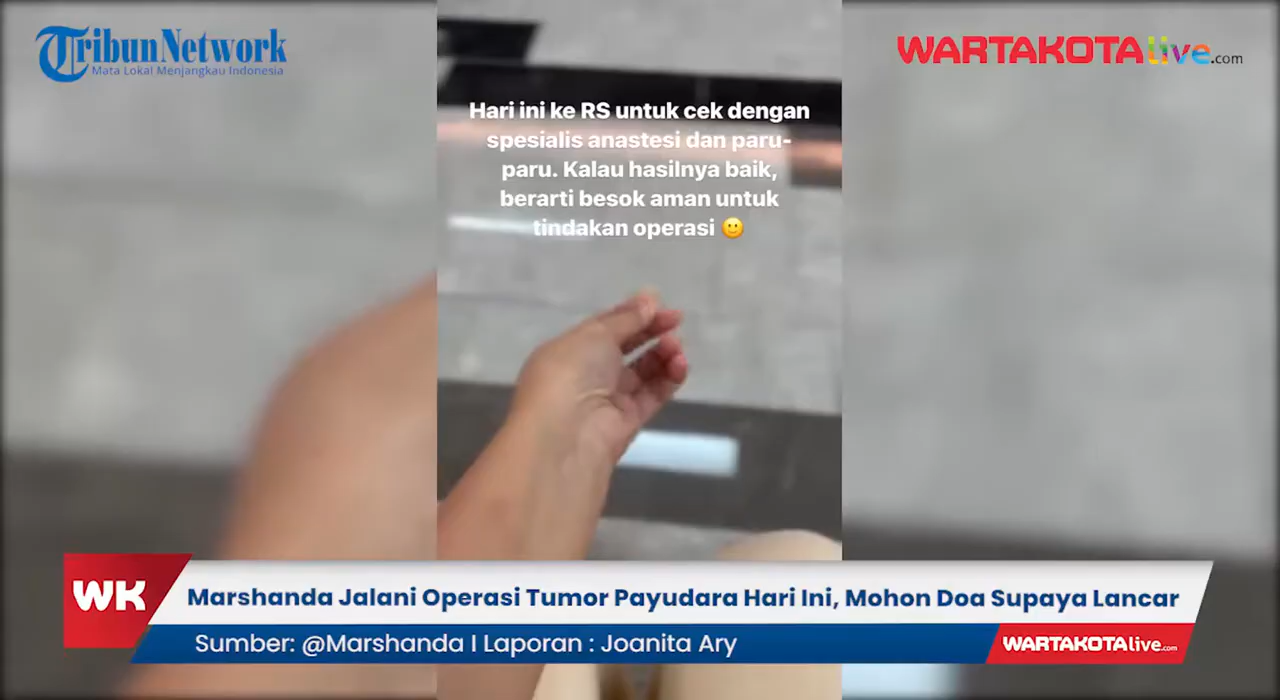 TribunNetwork
Mata Lokal Menjangkau Indonesia
WARTAKOTAlive.com
Hari ini ke RS untuk cek dengan
spesialis anastesi dan paru-
paru. Kalau hasilnya baik,
berarti besok aman untuk
tindakan operasi 🙂
WK
Marshanda Jalani Operasi Tumor Payudara Hari Ini, Mohon Doa Supaya Lancar
Sumber: @Marshanda I Laporan : Joanita Ary
WARTAKOTAlive.com